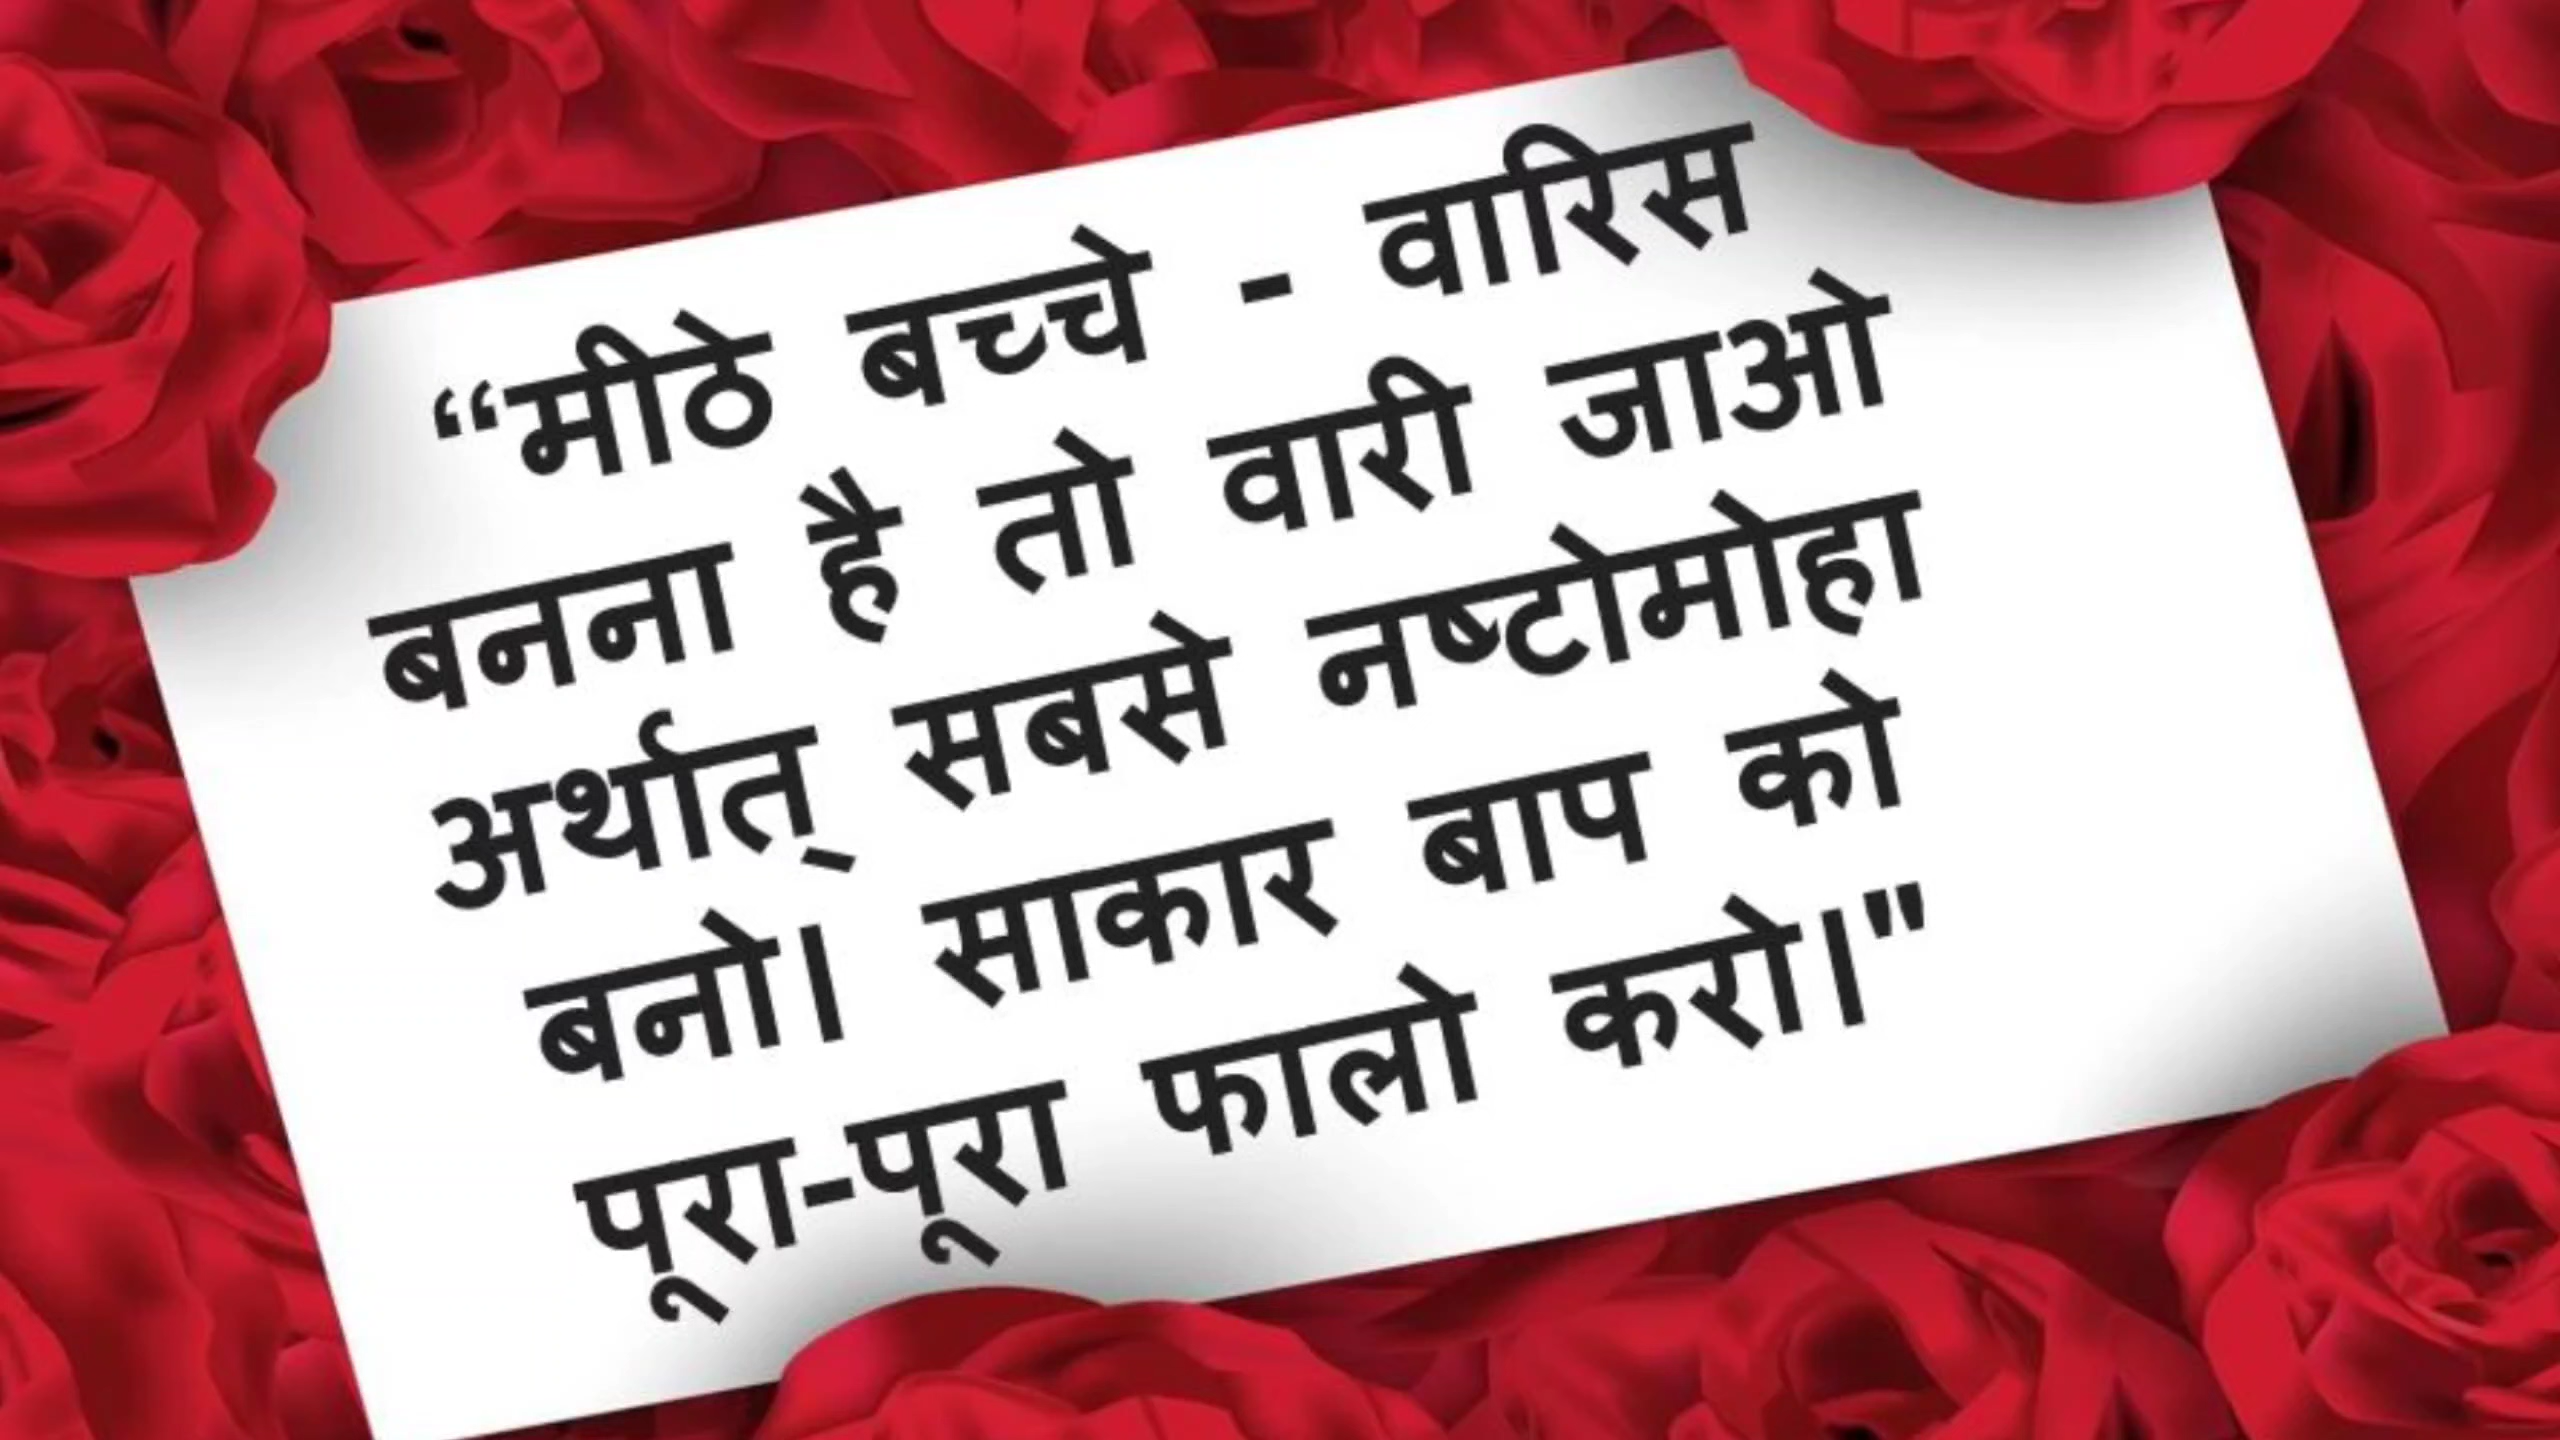 “मीठे बच्चे - वारिस
बनना है तो वारी जाओ
अर्थात् सबसे नष्टोमोहा
बनो। साकार बाप को
पूरा-पूरा फालो करो।"